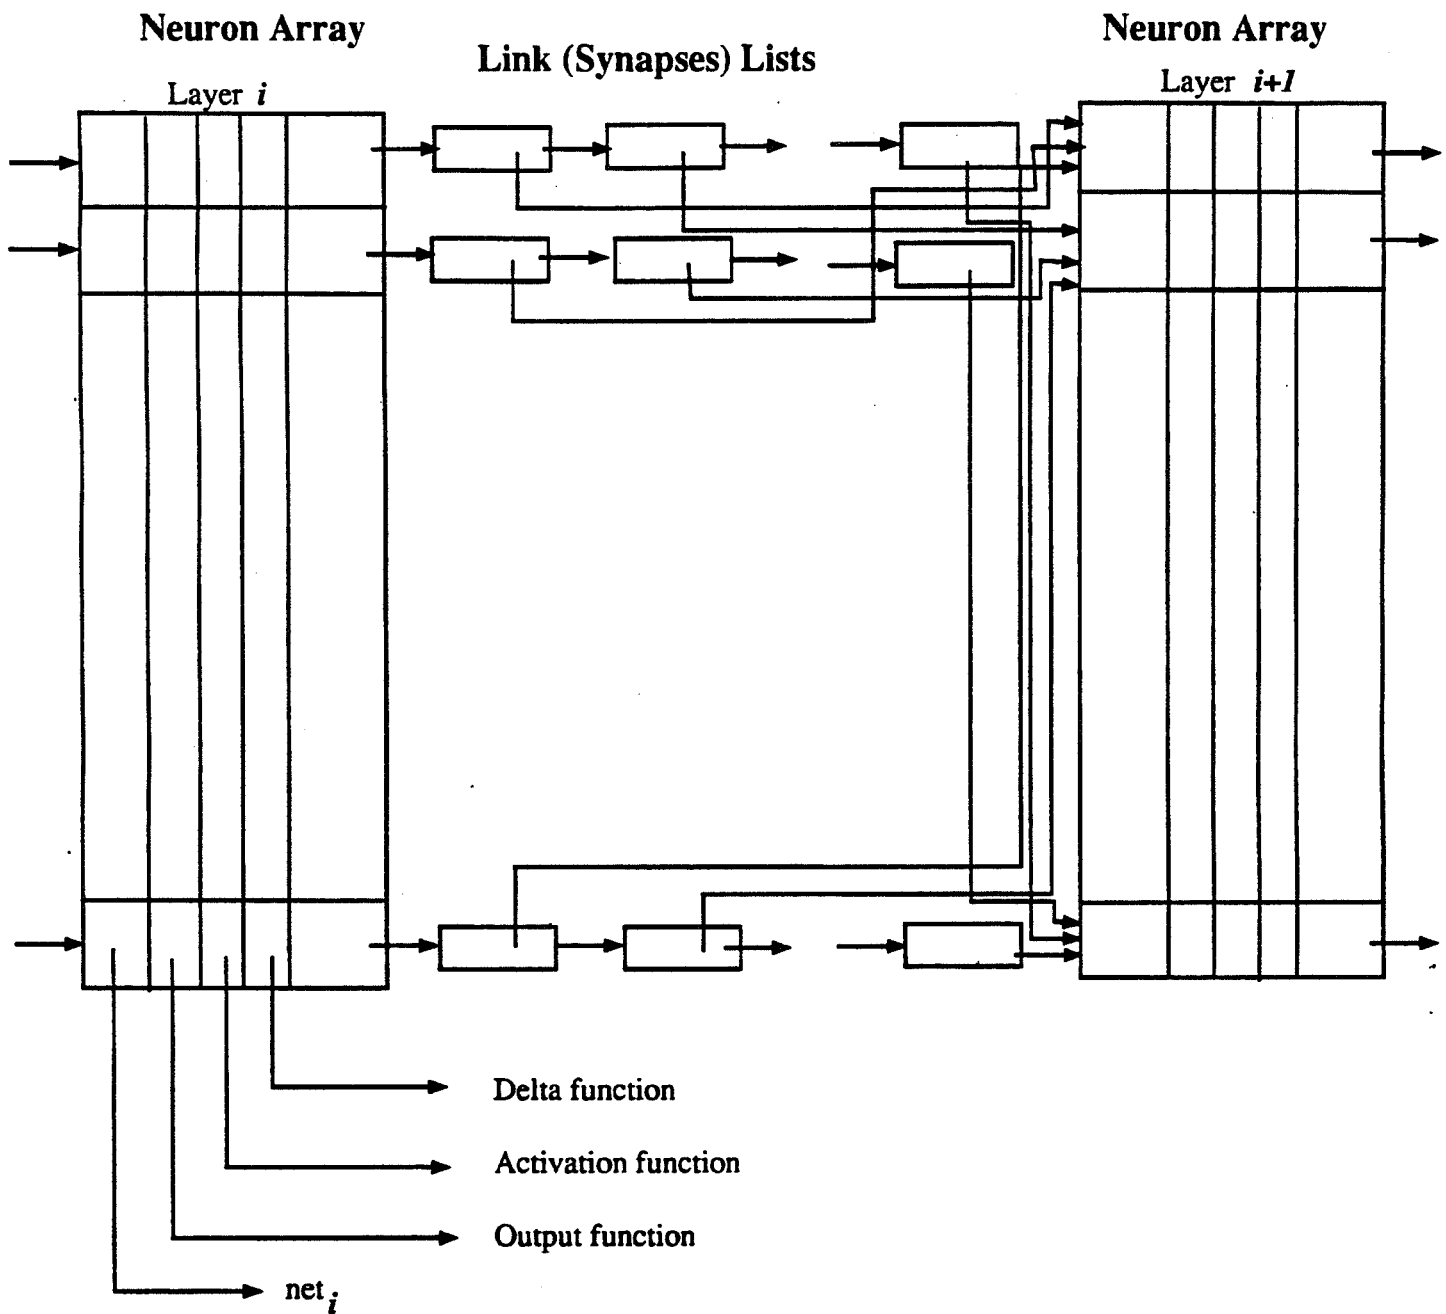 Neuron Array
Link (Synapses) Lists
Neuron Array
Layer i
Layer i+1
Delta function
Activation function
Output function
net i